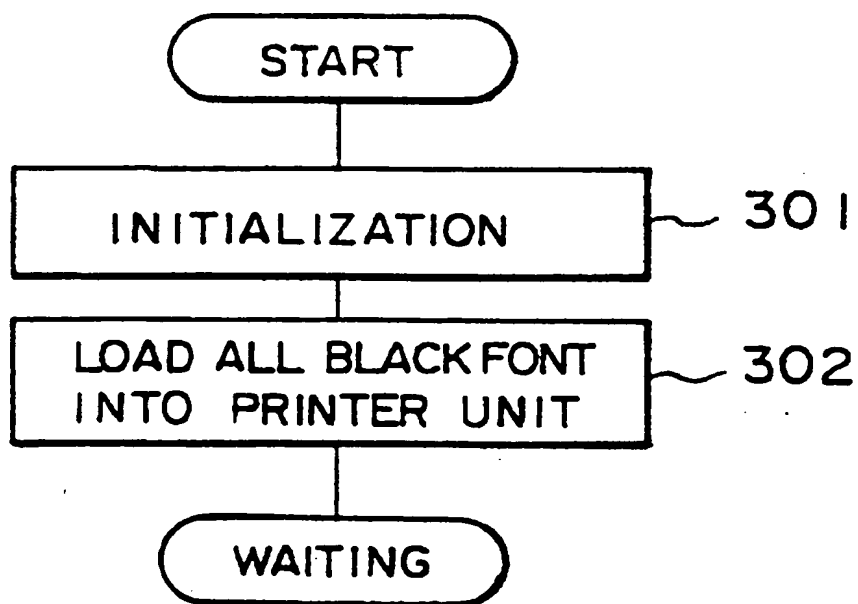 START
INITIALIZATION
301
LOAD ALL BLACK FONT
INTO PRINTER UNIT
302
WAITING